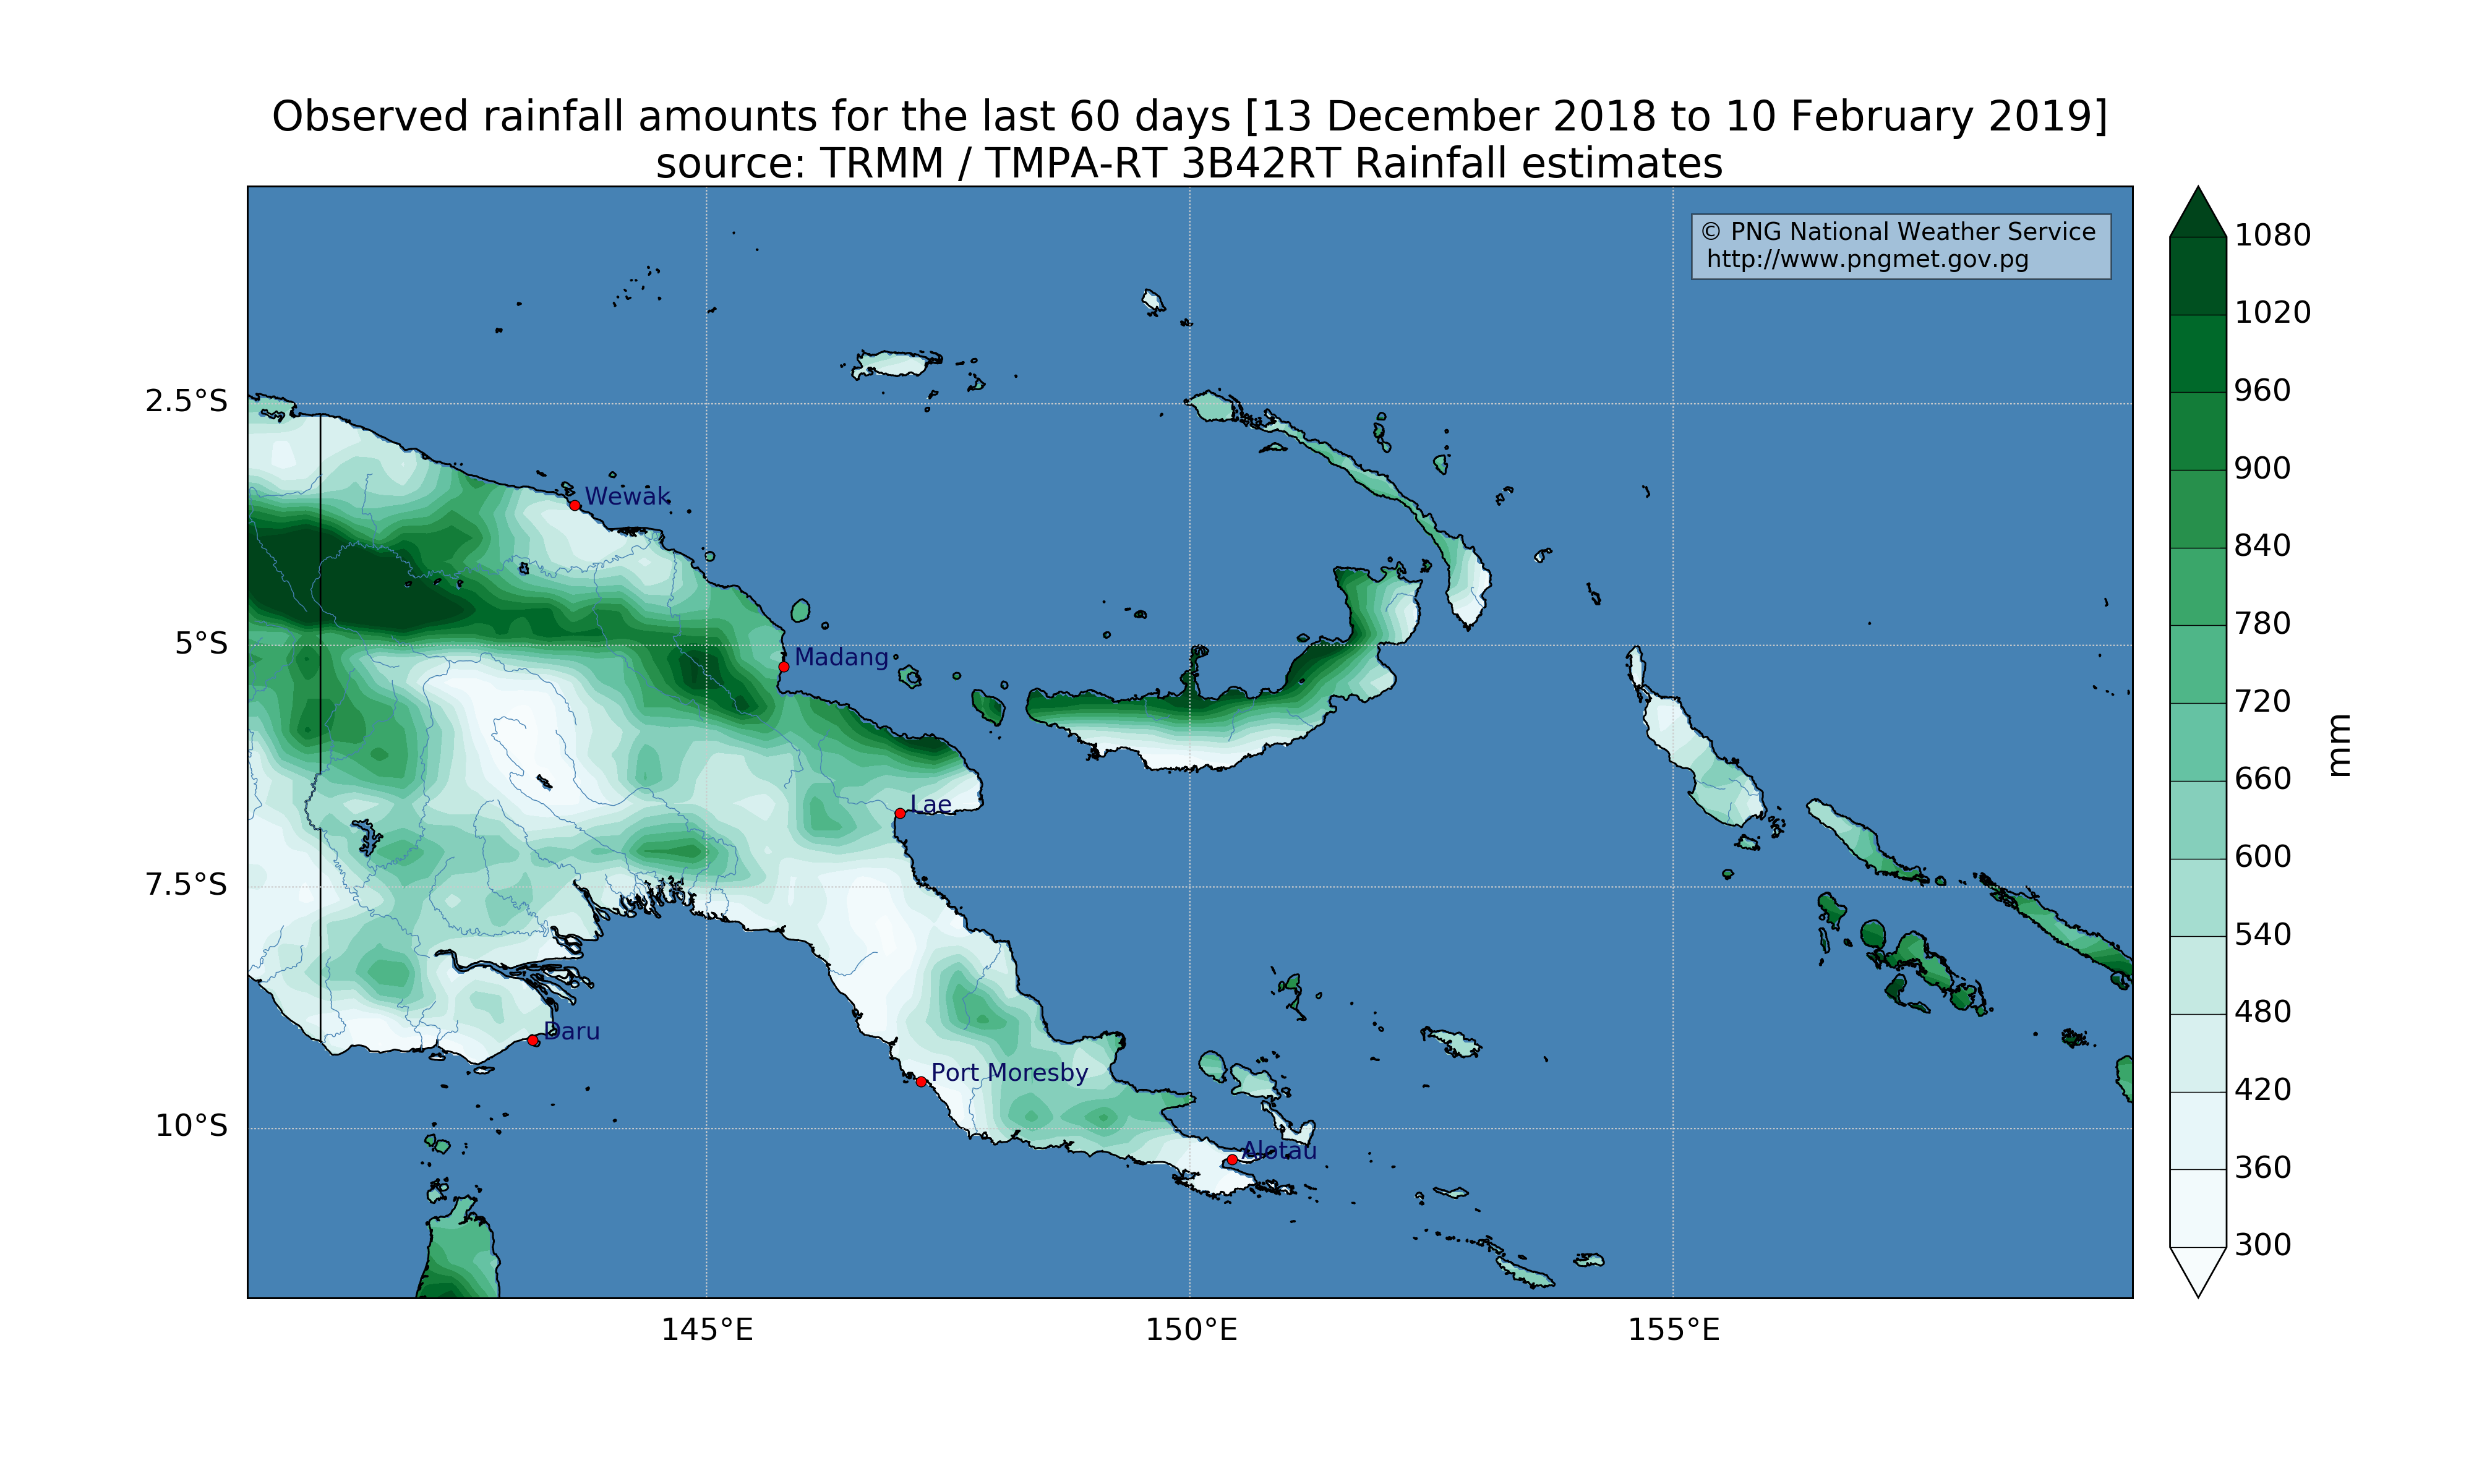 Observed rainfall amounts for the last 60 days [13 December 2018 to 10 February 2019]
source: TRMM / TMPA-RT 3B42RT Rainfall estimates
© PNG National Weather Service
http://www.pngmet.gov.pg
2.5°S
5°S
7.5°S
10°S
Wewak
Madang
Lae
Daru
Port Moresby
Alotau
145°E
150°E
155°E
1080
1020
960
900
840
780
720
660
600
540
480
420
360
300
mm